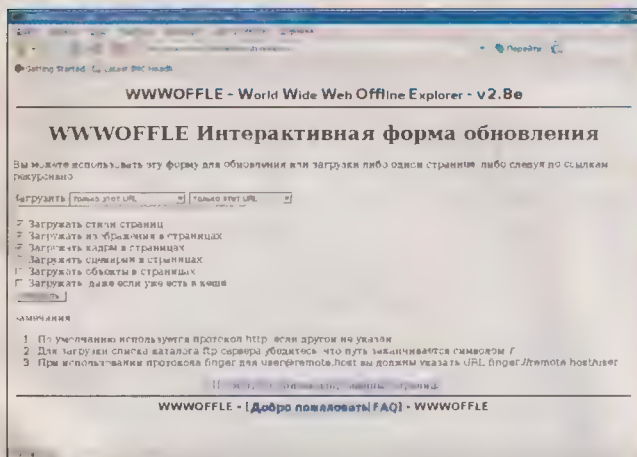 Перейти
Getting Started Latest BBC Headli
WWWOFFLE - World Wide Web Offline Explorer - v2.8e
WWWOFFLE Интерактивная форма обновления
Вы можете использовать эту форму для обновления или загрузки либо одной страницы либо следуя по ссылкам
рекурсивно
Загрузить Только этот URL Только этот URL
Загружать стили страниц
Загружать изображения в страницах
Загружать кадры в страницах
Загружать сценарии в страницах
Загружать объекты в страницах
Загружать даже если уже есть в кеше
Замечания
1 По умолчанию используется протокол http если другой не указан
2 Для загрузки списка каталога ftp сервера убедитесь что путь заканчивается символом /
3 При использовании протокола finger для user@remote.host вы должны указать URL finger://remote host/user
WWWOFFLE - [Добро пожаловать|FAQ] - WWWOFFLE